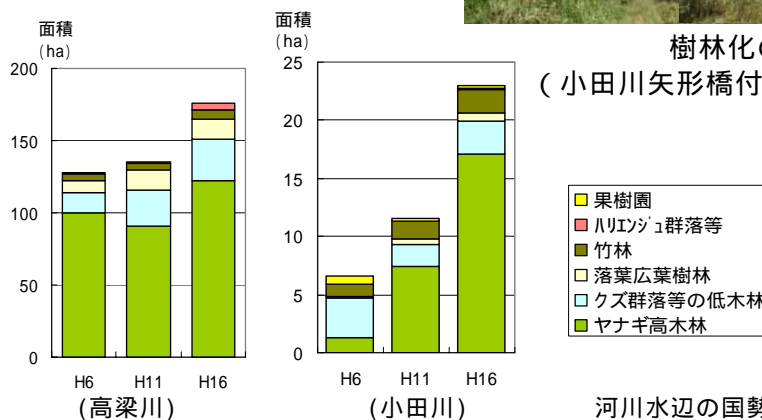 樹林化
(小田川矢形橋付
面積
(ha)
200
150
100
50
0
H6 H11 H16
(高梁川)
面積
(ha)
25
20
15
10
5
0
H6 H11 H16
(小田川)
果樹園
ﾊﾘｴﾝｼﾞｭ群落等
竹林
落葉広葉樹林
クズ群落等の低木林
ヤナギ高木林
河川水辺の国勢